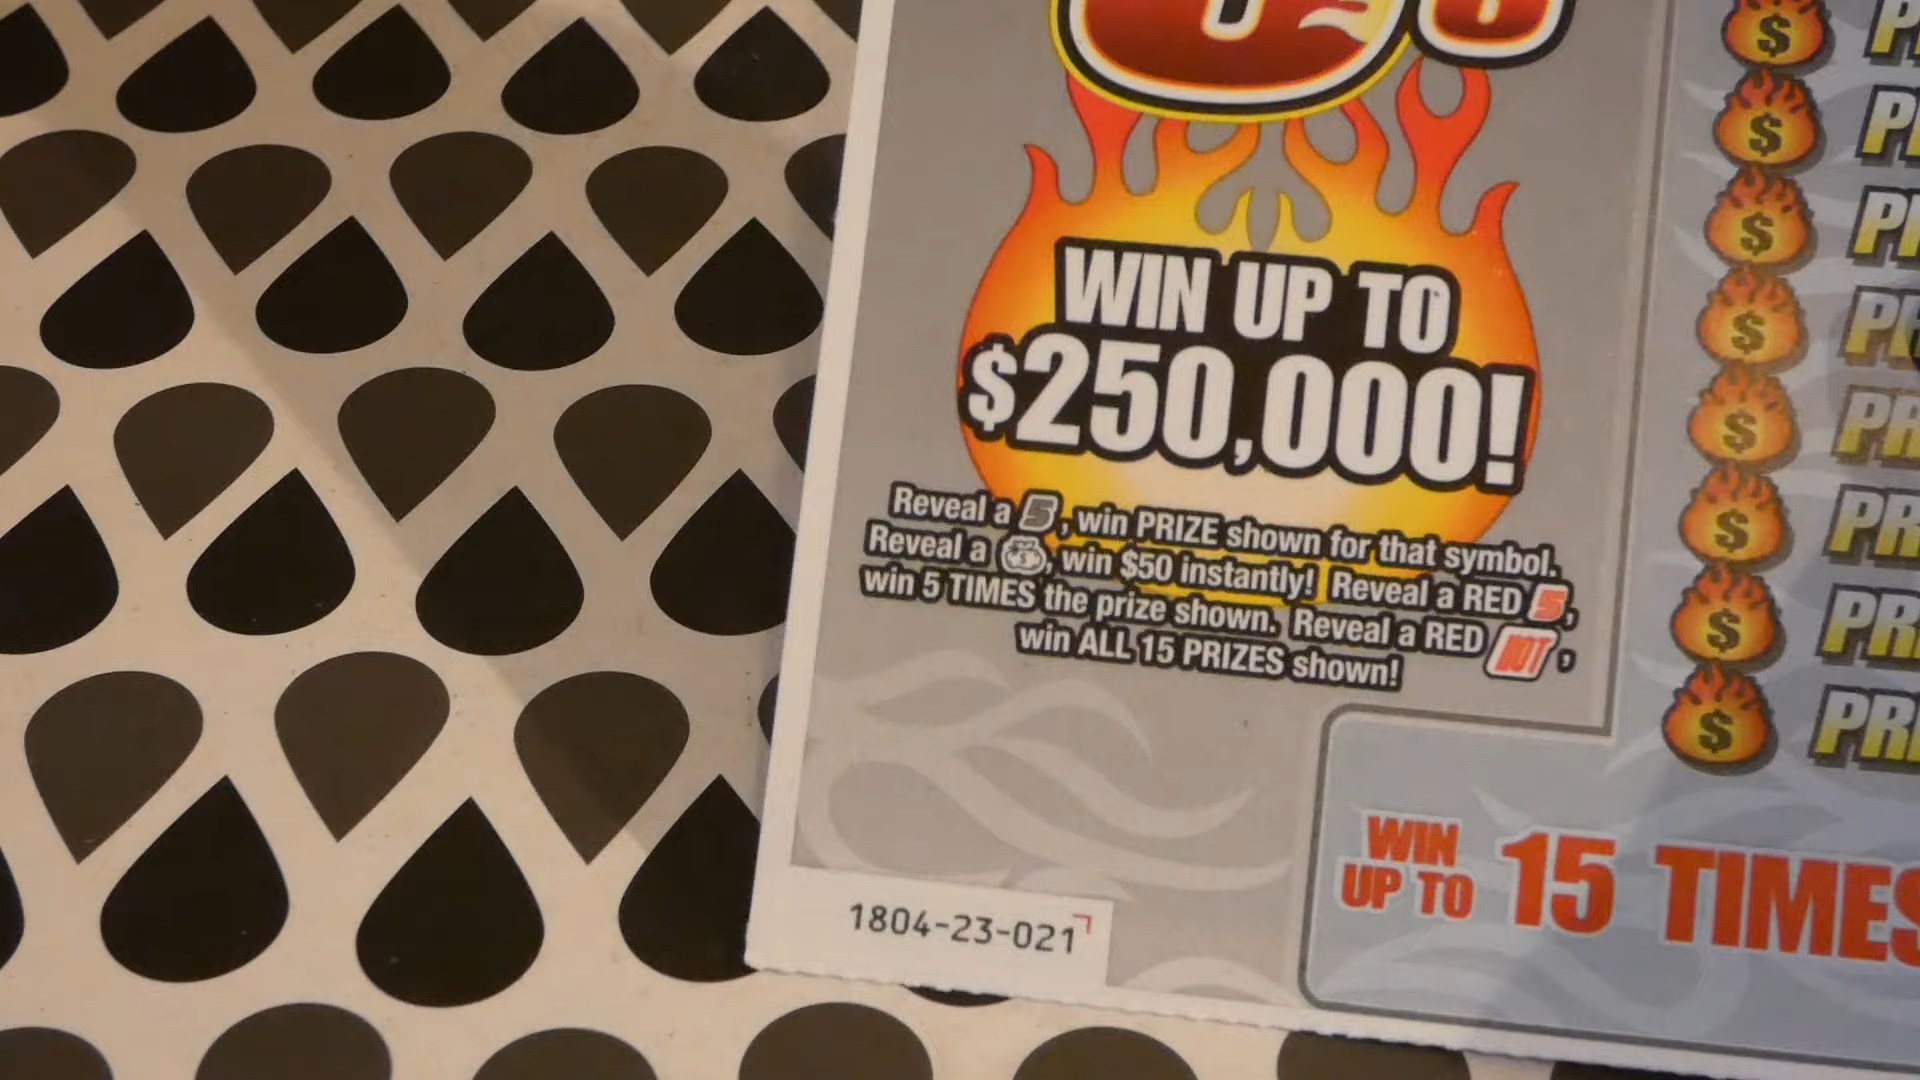 WIN UP TO
$250,000!
Reveal a 5, win PRIZE shown for that symbol.
Reveal a , win $50 instantly! Reveal a RED 5,
win 5 TIMES the prize shown. Reveal a RED HOT,
win ALL 15 PRIZES shown!
WIN
UP TO
15 TIMES
1804-23-021